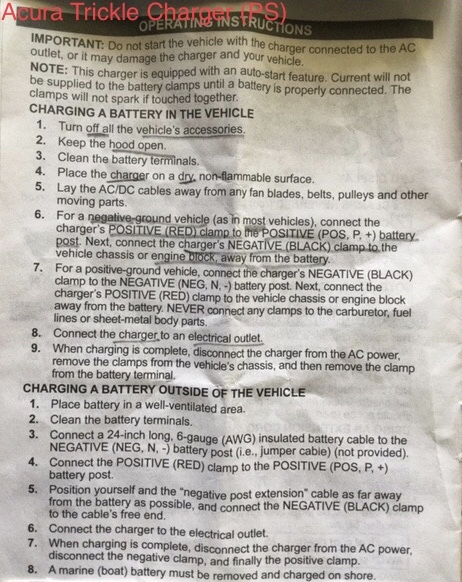 Acura Trickle Charger (PS)
OPERATING INSTRUCTIONS
IMPORTANT: Do not start the vehicle with the charger connected to the AC
outlet, or it may damage the charger and your vehicle.
NOTE: This charger is equipped with an auto-start feature. Current will not
be supplied to the battery clamps until a battery is properly connected. The
clamps will not spark if touched together.
CHARGING A BATTERY IN THE VEHICLE
1. Turn off all the vehicle's accessories.
2. Keep the hood open.
3. Clean the battery terminals.
4. Place the charger on a dry, non-flammable surface.
5. Lay the AC/DC cables away from any fan blades, belts, pulleys and other
moving parts.
6. For a negative-ground vehicle (as in most vehicles), connect the
charger's POSITIVE (RED) clamp to the POSITIVE (POS, P, +) battery
post. Next, connect the charger's NEGATIVE (BLACK) clamp to the
vehicle chassis or engine block, away from the battery.
7. For a positive-ground vehicle, connect the charger's NEGATIVE (BLACK)
clamp to the NEGATIVE (NEG, N, -) battery post. Next, connect the
charger's POSITIVE (RED) clamp to the vehicle chassis or engine block
away from the battery. NEVER connect any clamps to the carburetor, fuel
lines or sheet-metal body parts.
8. Connect the charger to an electrical outlet.
9. When charging is complete, disconnect the charger from the AC power,
remove the clamps from the vehicle's chassis, and then remove the clamp
from the battery terminal.
CHARGING A BATTERY OUTSIDE OF THE VEHICLE
1. Place battery in a well-ventilated area.
2. Clean the battery terminals.
3. Connect a 24-inch long, 6-gauge (AWG) insulated battery cable to the
NEGATIVE (NEG, N, -) battery post (i.e., jumper cable) (not provided).
4. Connect the POSITIVE (RED) clamp to the POSITIVE (POS, P, +)
battery post.
5. Position yourself and the "negative post extension" cable as far away
from the battery as possible, and connect the NEGATIVE (BLACK) clamp
to the cable's free end.
6. Connect the charger to the electrical outlet.
7. When charging is complete, disconnect the charger from the AC power,
disconnect the negative clamp, and finally the positive clamp.
8. A marine (boat) battery must be removed and charged on shore.